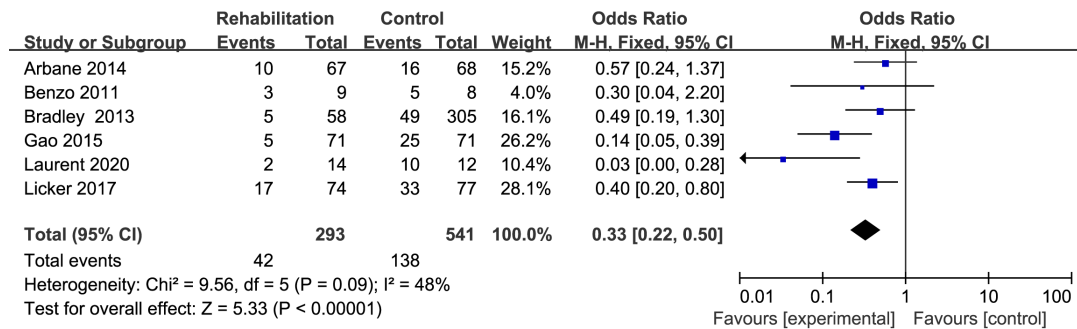 Rehabilitation Control Odds Ratio Odds Ratio
Study or Subgroup Events Total Events Total Weight M-H, Fixed, 95% CI M-H, Fixed, 95% CI
Arbane 2014 10 67 16 68 15.2% 0.57 [0.24, 1.37]
Benzo 2011 3 9 5 8 4.0% 0.30 [0.04, 2.20]
Bradley 2013 5 58 49 305 16.1% 0.49 [0.19, 1.30]
Gao 2015 5 71 25 71 26.2% 0.14 [0.05, 0.39]
Laurent 2020 2 14 10 12 10.4% 0.03 [0.00, 0.28]
Licker 2017 17 74 33 77 28.1% 0.40 [0.20, 0.80]
Total (95% CI) 293 541 100.0% 0.33 [0.22, 0.50]
Total events 42 138
Heterogeneity: Chi² = 9.56, df = 5 (P = 0.09); I² = 48%
Test for overall effect: Z = 5.33 (P < 0.00001)
0.01 0.1 1 10 100
Favours [experimental] Favours [control]